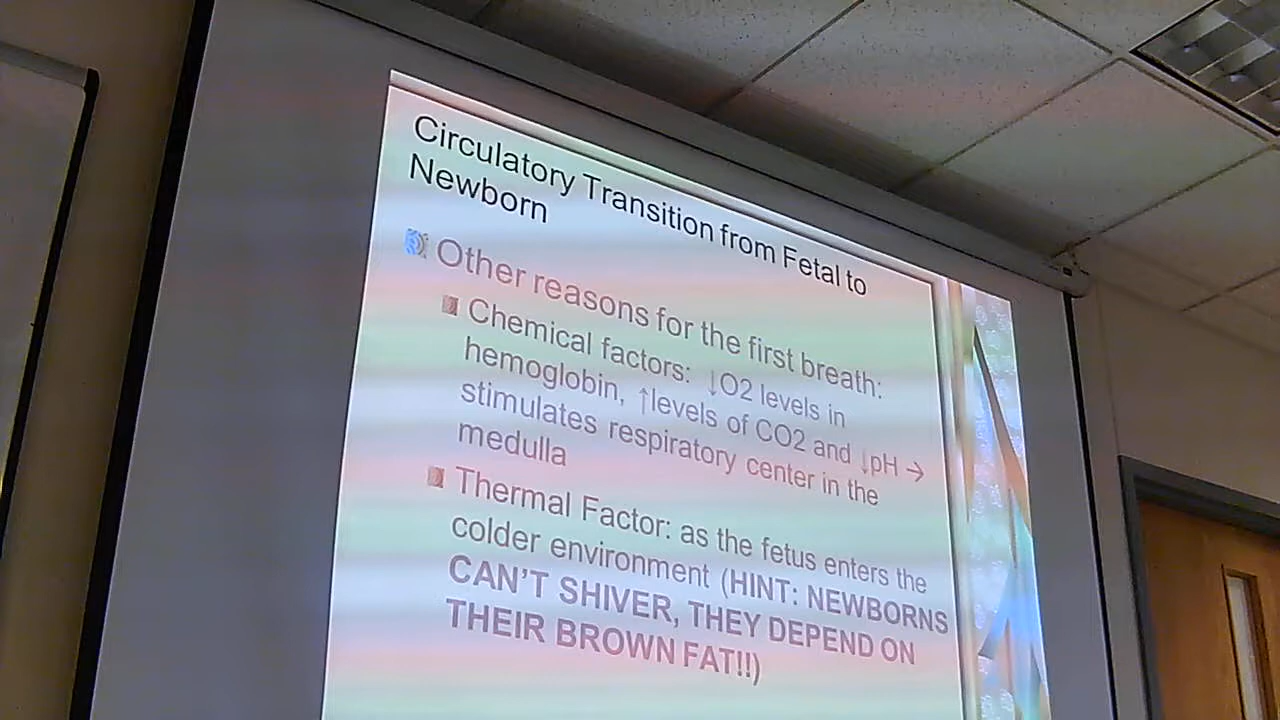 Circulatory Transition from Fetal to
Newborn
Other reasons for the first breath:
Chemical factors: ↓O2 levels in
hemoglobin, ↑levels of CO2 and ↓pH →
stimulates respiratory center in the
medulla
Thermal Factor: as the fetus enters the
colder environment (HINT: NEWBORNS
CAN'T SHIVER, THEY DEPEND ON
THEIR BROWN FAT!!)